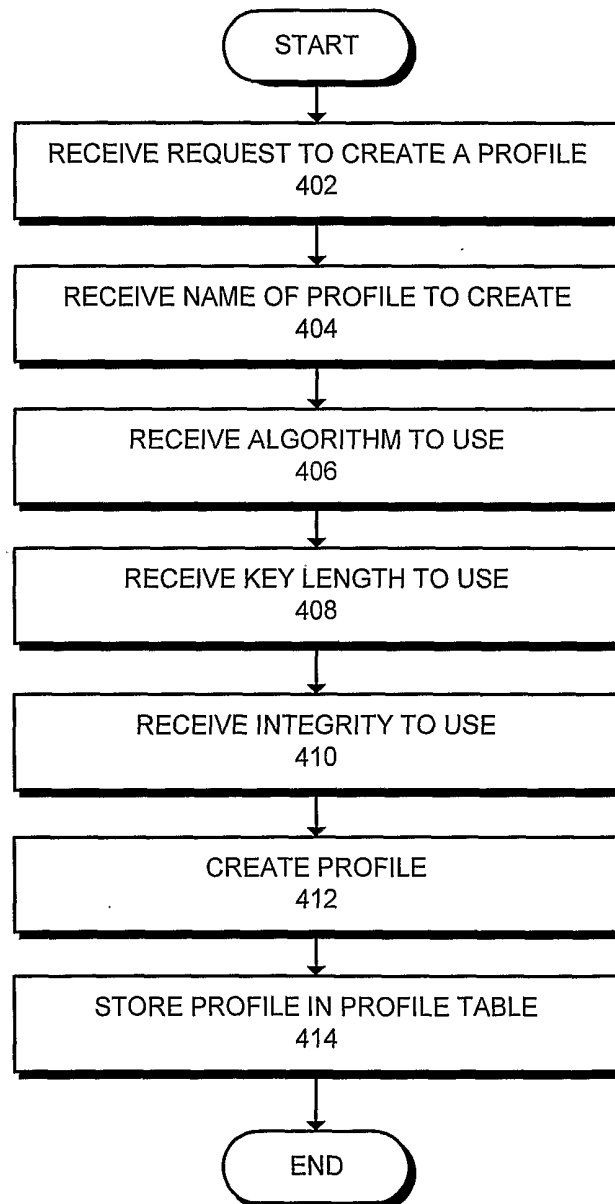 START
RECEIVE REQUEST TO CREATE A PROFILE
402
RECEIVE NAME OF PROFILE TO CREATE
404
RECEIVE ALGORITHM TO USE
406
RECEIVE KEY LENGTH TO USE
408
RECEIVE INTEGRITY TO USE
410
CREATE PROFILE
412
STORE PROFILE IN PROFILE TABLE
414
END